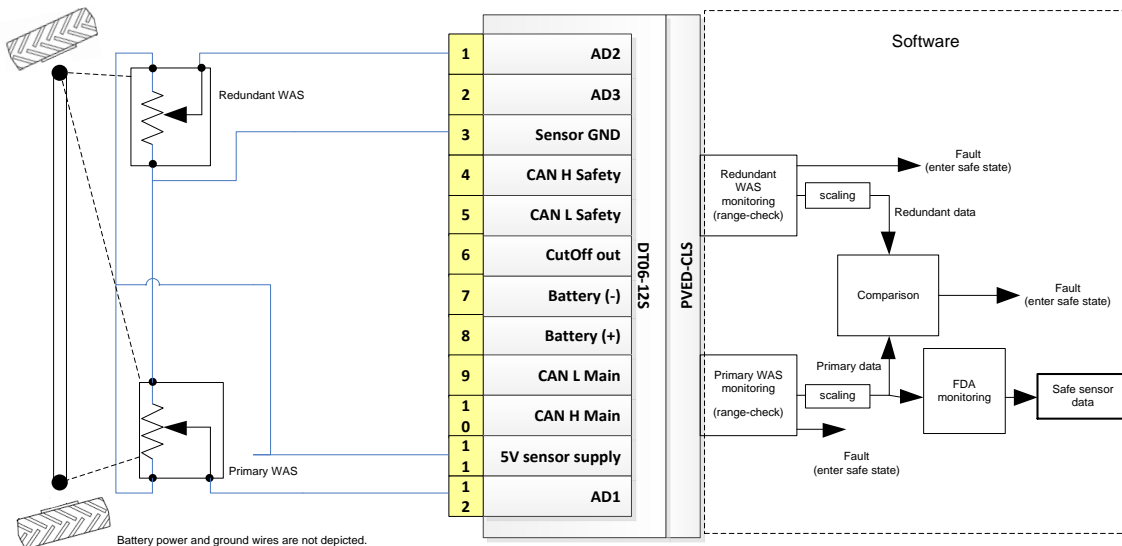 Software
1 AD2
2 AD3
3 Sensor GND
4 CAN H Safety
5 CAN L Safety
6 CutOff out
7 Battery (-)
8 Battery (+)
9 CAN L Main
10 CAN H Main
11 5V sensor supply
12 AD1
DT06-12S
PVED-CLS
Redundant WAS
Primary WAS
Battery power and ground wires are not depicted.
Redundant
WAS
monitoring
(range-check)
scaling
Fault
(enter safe state)
Redundant data
Comparison
Fault
(enter safe state)
Primary data
Primary WAS
monitoring
(range-check)
scaling
FDA
monitoring
Safe sensor
data
Fault
(enter safe state)